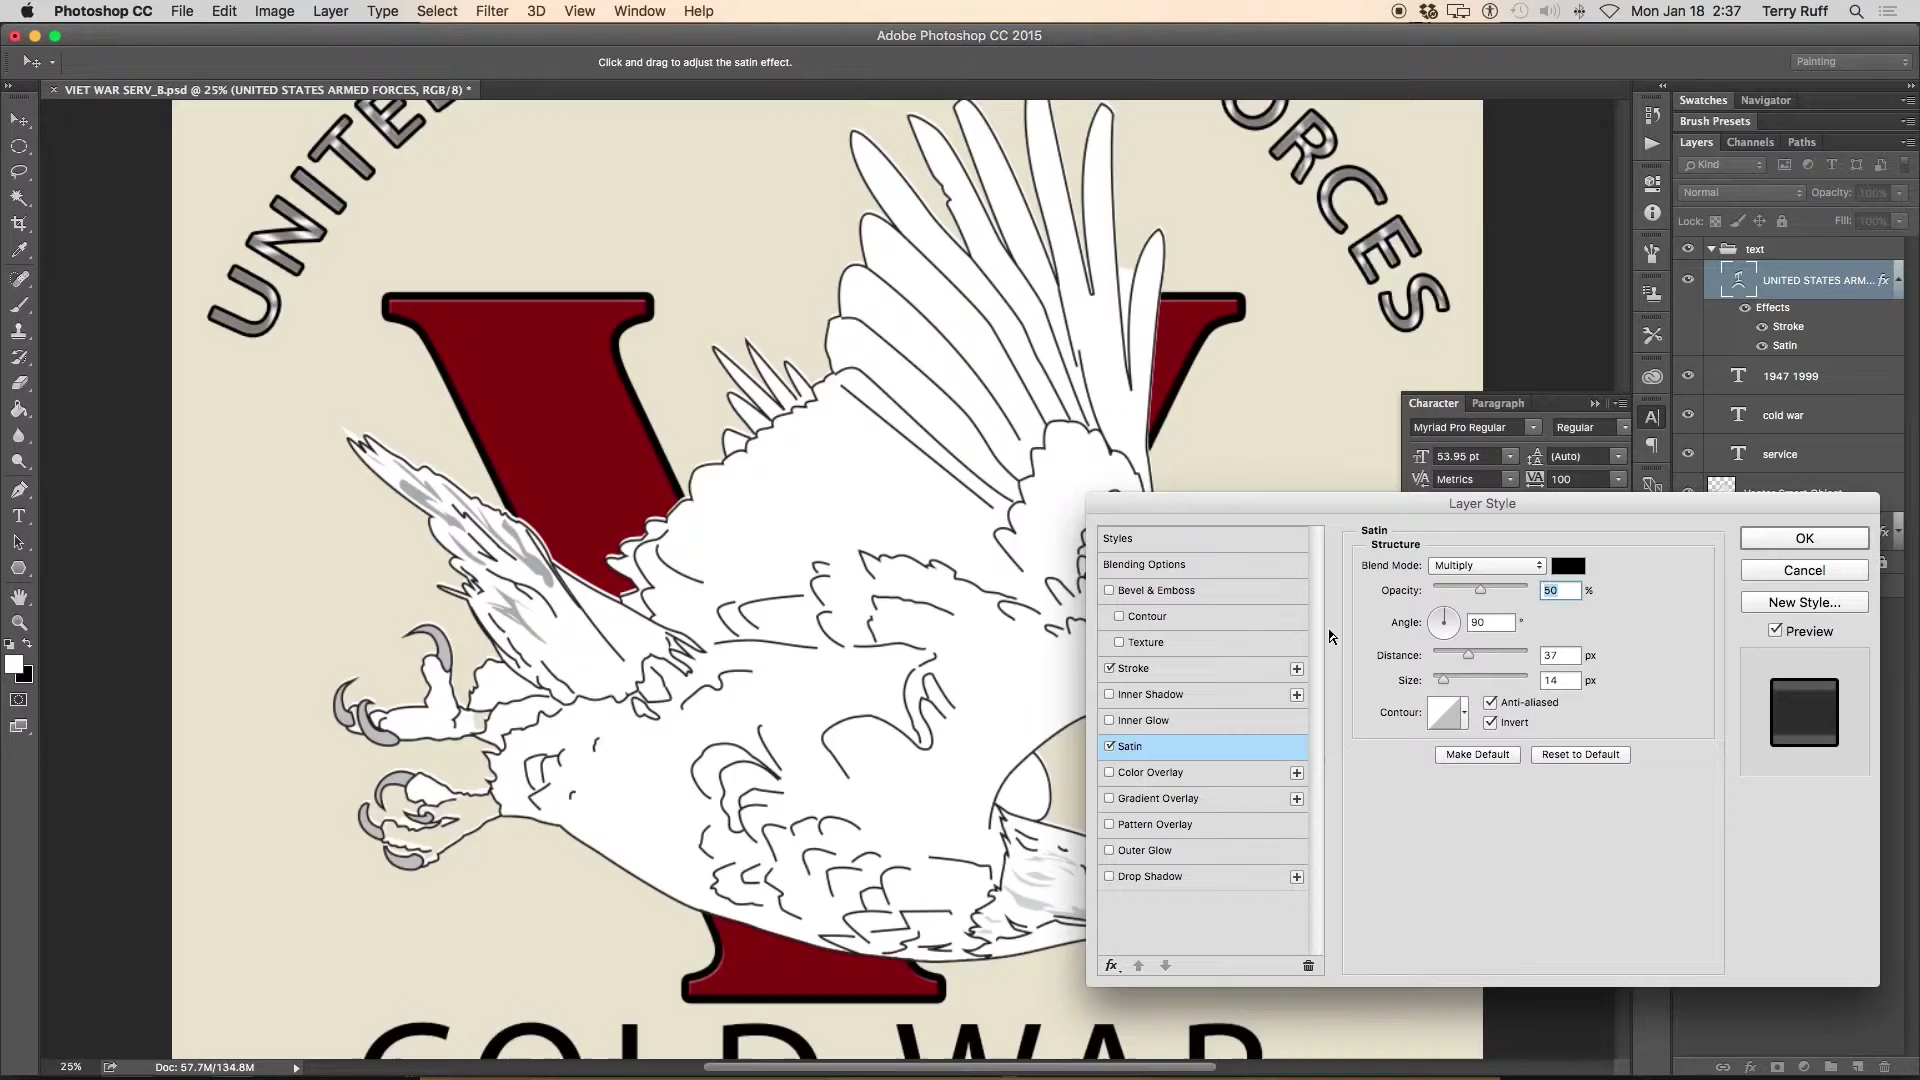 Photoshop CC File Edit Image Layer Type Select Filter 3D View Window Help Mon Jan 18 2:37 Terry Ruff
Adobe Photoshop CC 2015
Click and drag to adjust the satin effect.
Painting
× VIET WAR SERV_B.psd @ 25% (UNITED STATES ARMED FORCES, RGB/8) *
UNITE
ORCES
V
COLD WAR
Swatches Navigator
Brush Presets
Layers Channels Paths
Kind
Normal Opacity: 100%
Lock: Fill: 100%
text
UNITED STATES ARM... fx
Effects
Stroke
Satin
T 1947 1999
T cold war
T service
Character Paragraph
Myriad Pro Regular Regular
53.95 pt (Auto)
Metrics 100
Layer Style
Styles
Blending Options
Bevel & Emboss
Contour
Texture
Stroke
Inner Shadow
Inner Glow
Satin
Color Overlay
Gradient Overlay
Pattern Overlay
Outer Glow
Drop Shadow
fx
Satin
Structure
Blend Mode: Multiply
Opacity: 50 %
Angle: 90 °
Distance: 37 px
Size: 14 px
Contour: Anti-aliased
Invert
Make Default Reset to Default
OK
Cancel
New Style...
Preview
25% Doc: 57.7M/134.8M